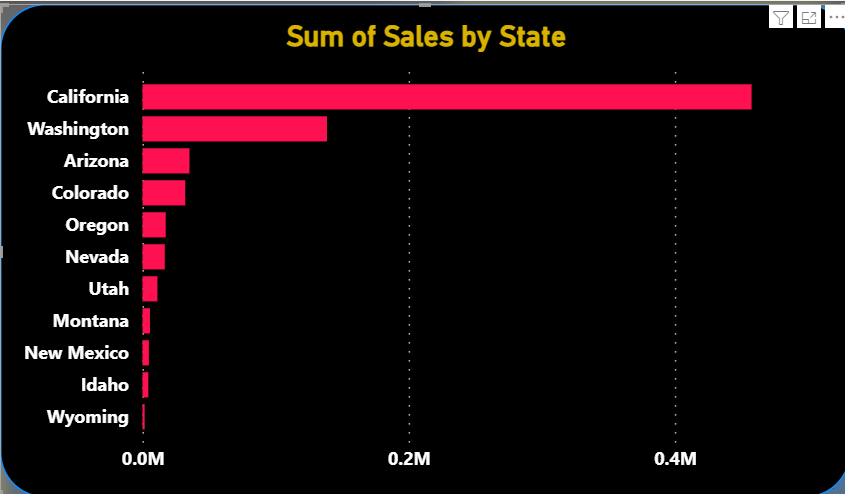 Sum of Sales by State
California
Washington
Arizona
Colorado
Oregon
Nevada
Utah
Montana
New Mexico
Idaho
Wyoming
0.0M 0.2M 0.4M